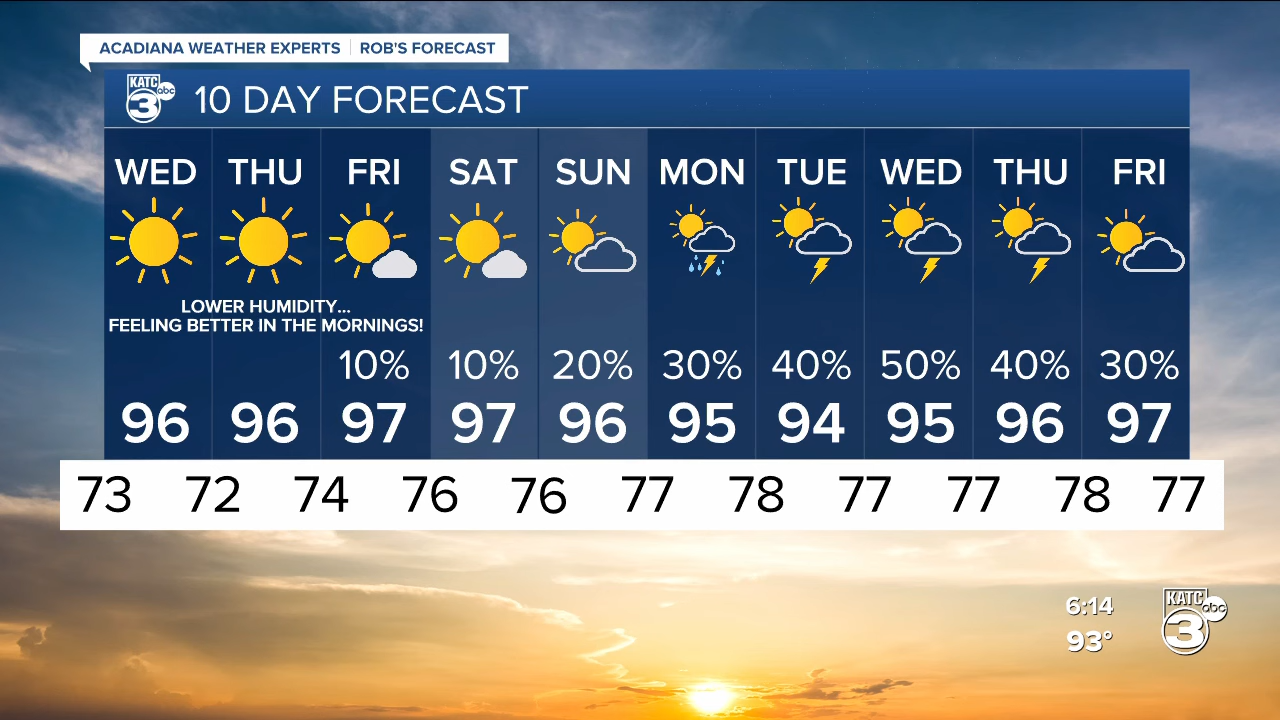 ACADIANA WEATHER EXPERTS | ROB'S FORECAST
KATC abc 3
10 DAY FORECAST
WED THU FRI SAT SUN MON TUE WED THU FRI
LOWER HUMIDITY...
FEELING BETTER IN THE MORNINGS!
10% 10% 20% 30% 40% 50% 40% 30%
96 96 97 97 96 95 94 95 96 97
73 72 74 76 76 77 78 77 77 78 77
6:14
93°
KATC abc 3